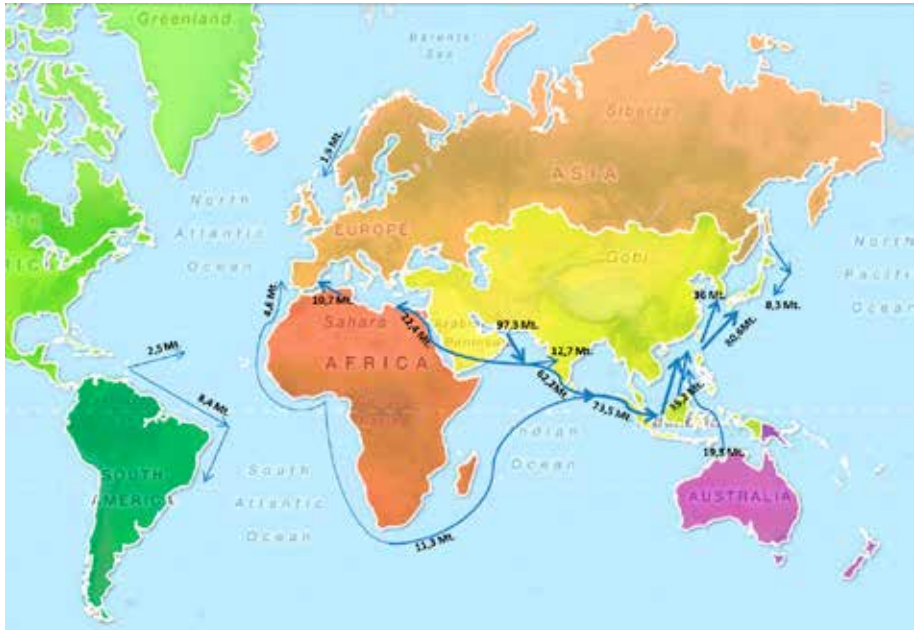 Greenland
Barents
Sea
Siberia
1,9 Mt.
ASIA
North
Atlantic
Ocean
EUROPE
Gobi
North
Pacific
Ocean
4,6 Mt.
10,7 Mt.
36 Mt.
8,3 Mt.
Sahara
22,4 Mt.
97,3 Mt.
Arabian
Peninsula
80,6Mt.
2,5 Mt.
AFRICA
12,7 Mt.
62,2Mt.
73,5 Mt.
8,4 Mt.
Indian
Ocean
19,5 Mt.
SOUTH
AMERICA
South
Atlantic
Ocean
AUSTRALIA
11,3 Mt.